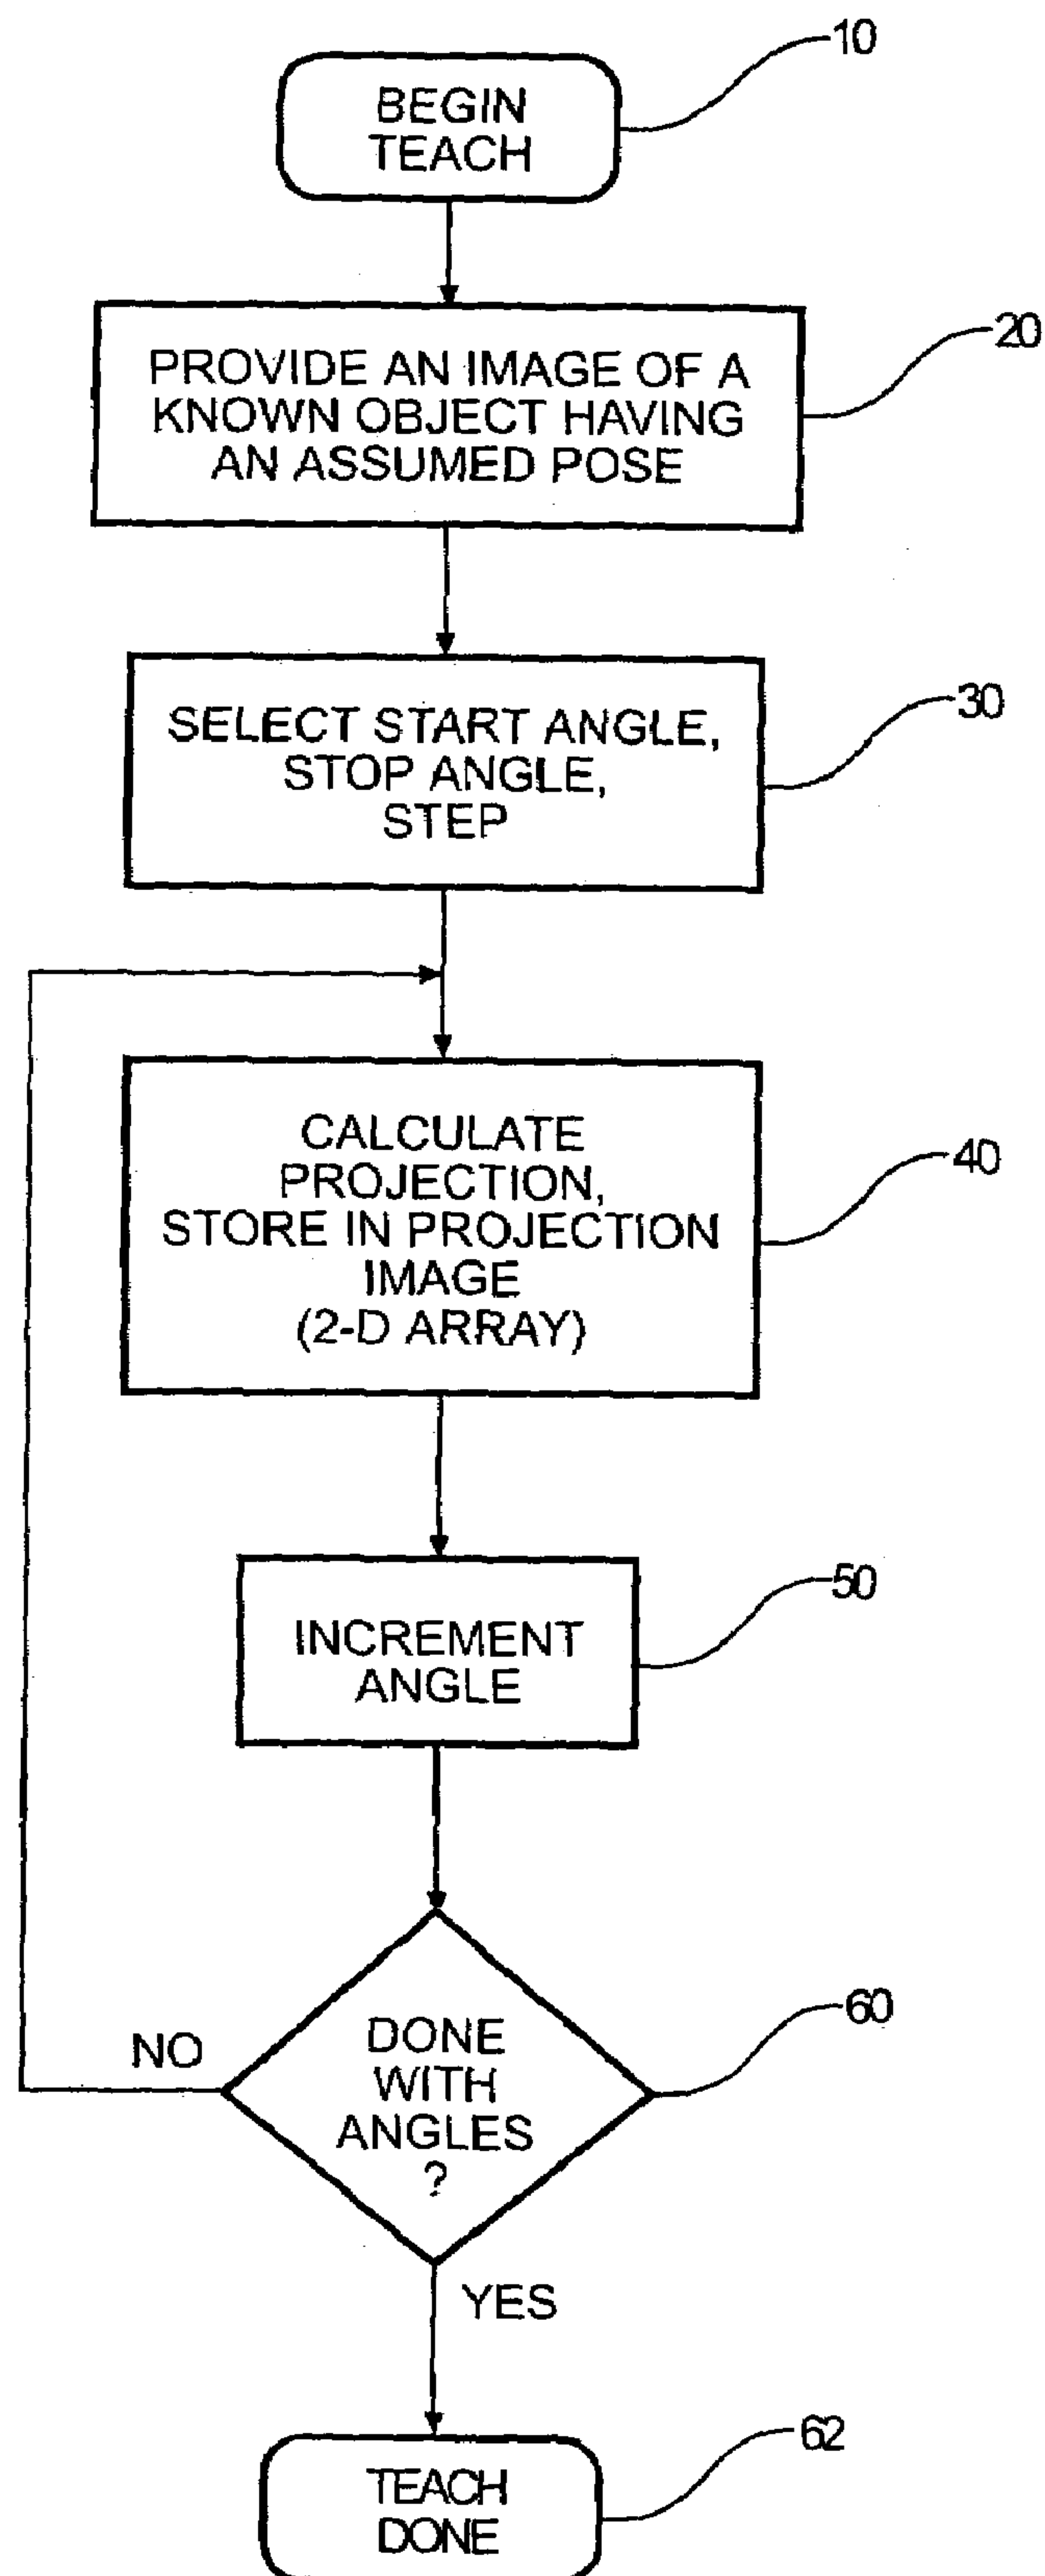 10
BEGIN
TEACH
20
PROVIDE AN IMAGE OF A
KNOWN OBJECT HAVING
AN ASSUMED POSE
30
SELECT START ANGLE,
STOP ANGLE,
STEP
40
CALCULATE
PROJECTION,
STORE IN PROJECTION
IMAGE
(2-D ARRAY)
50
INCREMENT
ANGLE
60
NO
DONE
WITH
ANGLES
?
YES
62
TEACH
DONE